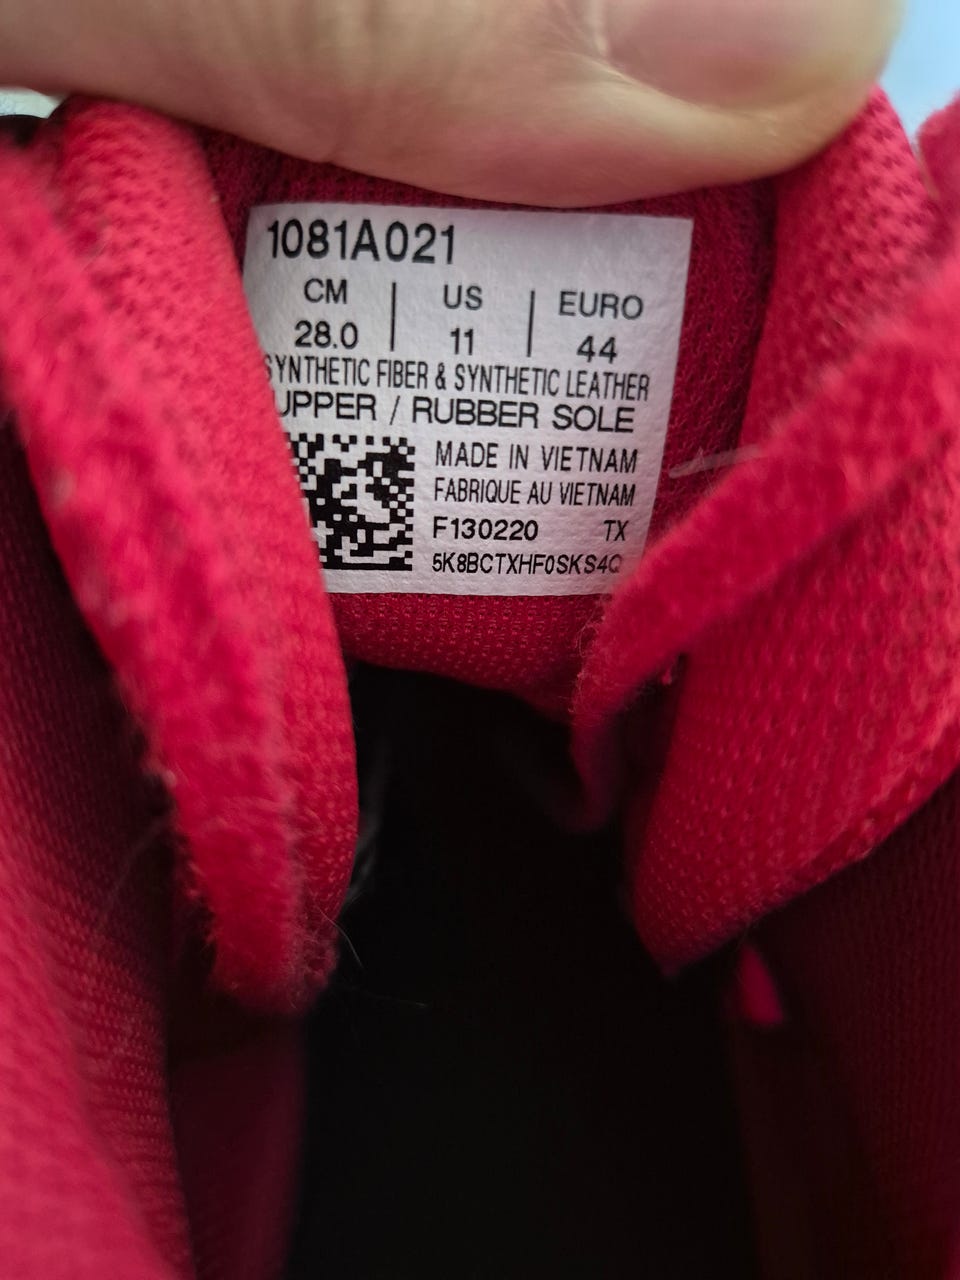 1081A021
CM | US | EURO
28.0 | 11 | 44
SYNTHETIC FIBER & SYNTHETIC LEATHER
UPPER / RUBBER SOLE
MADE IN VIETNAM
FABRIQUE AU VIETNAM
F130220 TX
5K8BCTXHF0SKS4Q